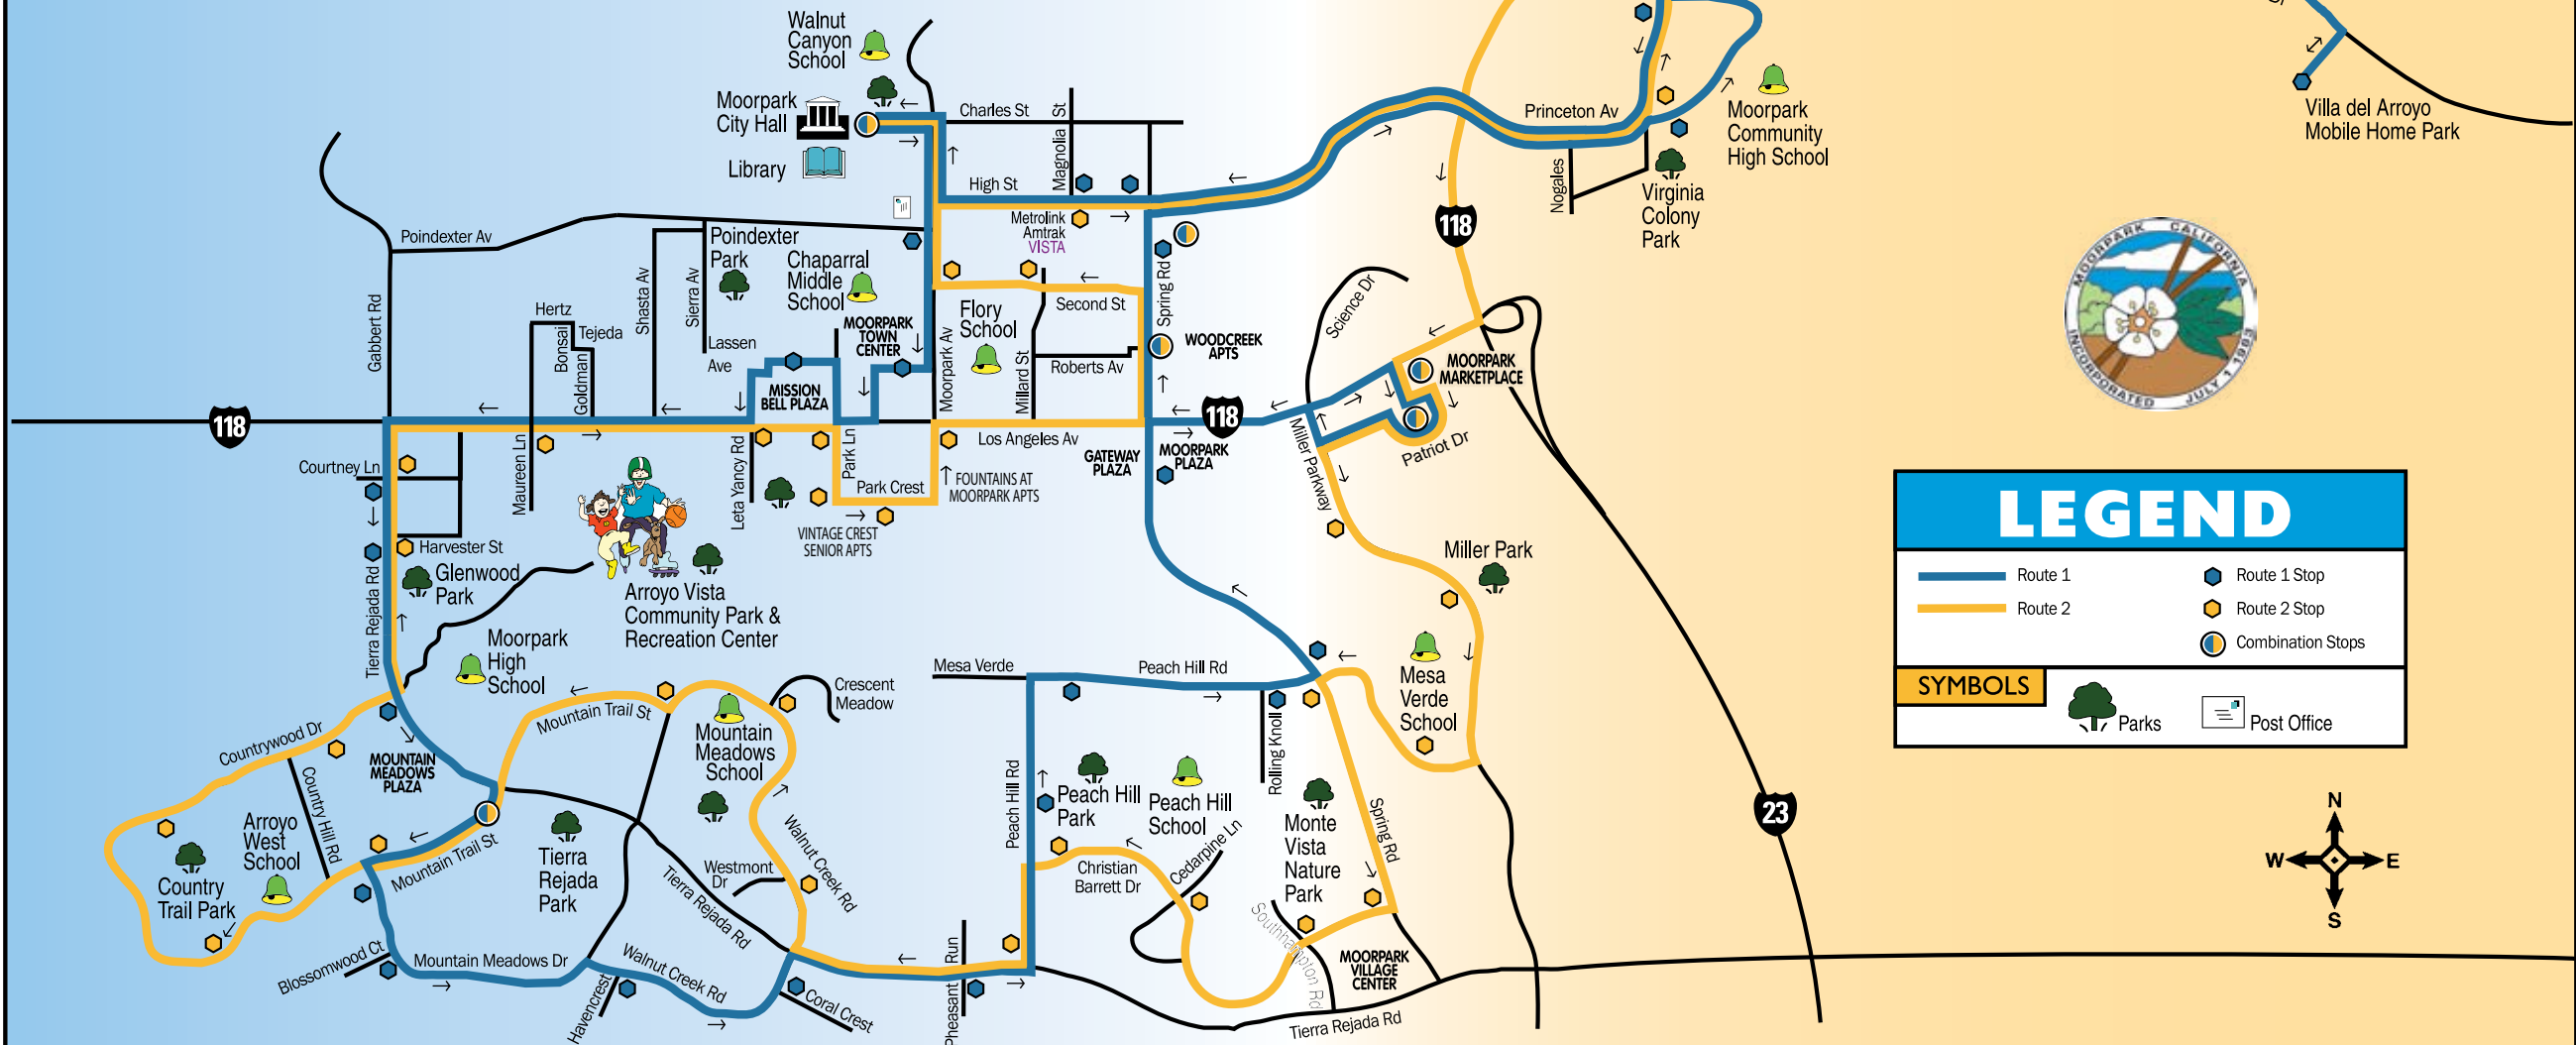 Walnut
Canyon
School
Moorpark
City Hall
Library
Charles St
Magnolia St
High St
Metrolink
Amtrak
VISTA
Princeton Av
Nogales
Moorpark
Community
High School
Virginia
Colony
Park
Villa del Arroyo
Mobile Home Park
118
Poindexter Av
Poindexter
Park
Chaparral
Middle
School
Gabbert Rd
Hertz
Bonsai
Tejeda
Goldman
Shasta Av
Sierra Av
Lassen
Ave
MOORPARK
TOWN
CENTER
MISSION
BELL PLAZA
Moorpark Av
Flory
School
Second St
Millard St
Roberts Av
Spring Rd
WOODCREEK
APTS
Science Dr
MOORPARK
MARKETPLACE
MOORPARK CALIFORNIA
INCORPORATED JULY 1 1983
118
118
Los Angeles Av
GATEWAY
PLAZA
MOORPARK
PLAZA
Miller Parkway
Patriot Dr
Courtney Ln
Maureen Ln
Leta Yancy Rd
Park Ln
Park Crest
FOUNTAINS AT
MOORPARK APTS
VINTAGE CREST
SENIOR APTS
Harvester St
Glenwood
Park
Tierra Rejada Rd
Arroyo Vista
Community Park &
Recreation Center
Moorpark
High
School
Miller Park
Mesa
Verde
School
Mesa Verde
Peach Hill Rd
Rolling Knoll
Crescent
Meadow
Mountain Trail St
Mountain
Meadows
School
Countrywood Dr
MOUNTAIN
MEADOWS
PLAZA
Country Hill Rd
Arroyo
West
School
Country
Trail Park
Mountain Trail St
Tierra
Rejada
Park
Westmont
Dr
Walnut Creek Rd
Tierra Rejada Rd
Peach Hill Rd
Peach Hill
Park
Peach Hill
School
Christian
Barrett Dr
Cedarpine Ln
Monte
Vista
Nature
Park
Spring Rd
Southhampton Rd
MOORPARK
VILLAGE
CENTER
Tierra Rejada Rd
23
Blossomwood Ct
Mountain Meadows Dr
Havencrest
Walnut Creek Rd
Coral Crest
Pheasant Run
LEGEND
Route 1
Route 1 Stop
Route 2
Route 2 Stop
Combination Stops
SYMBOLS
Parks
Post Office
N
W
E
S